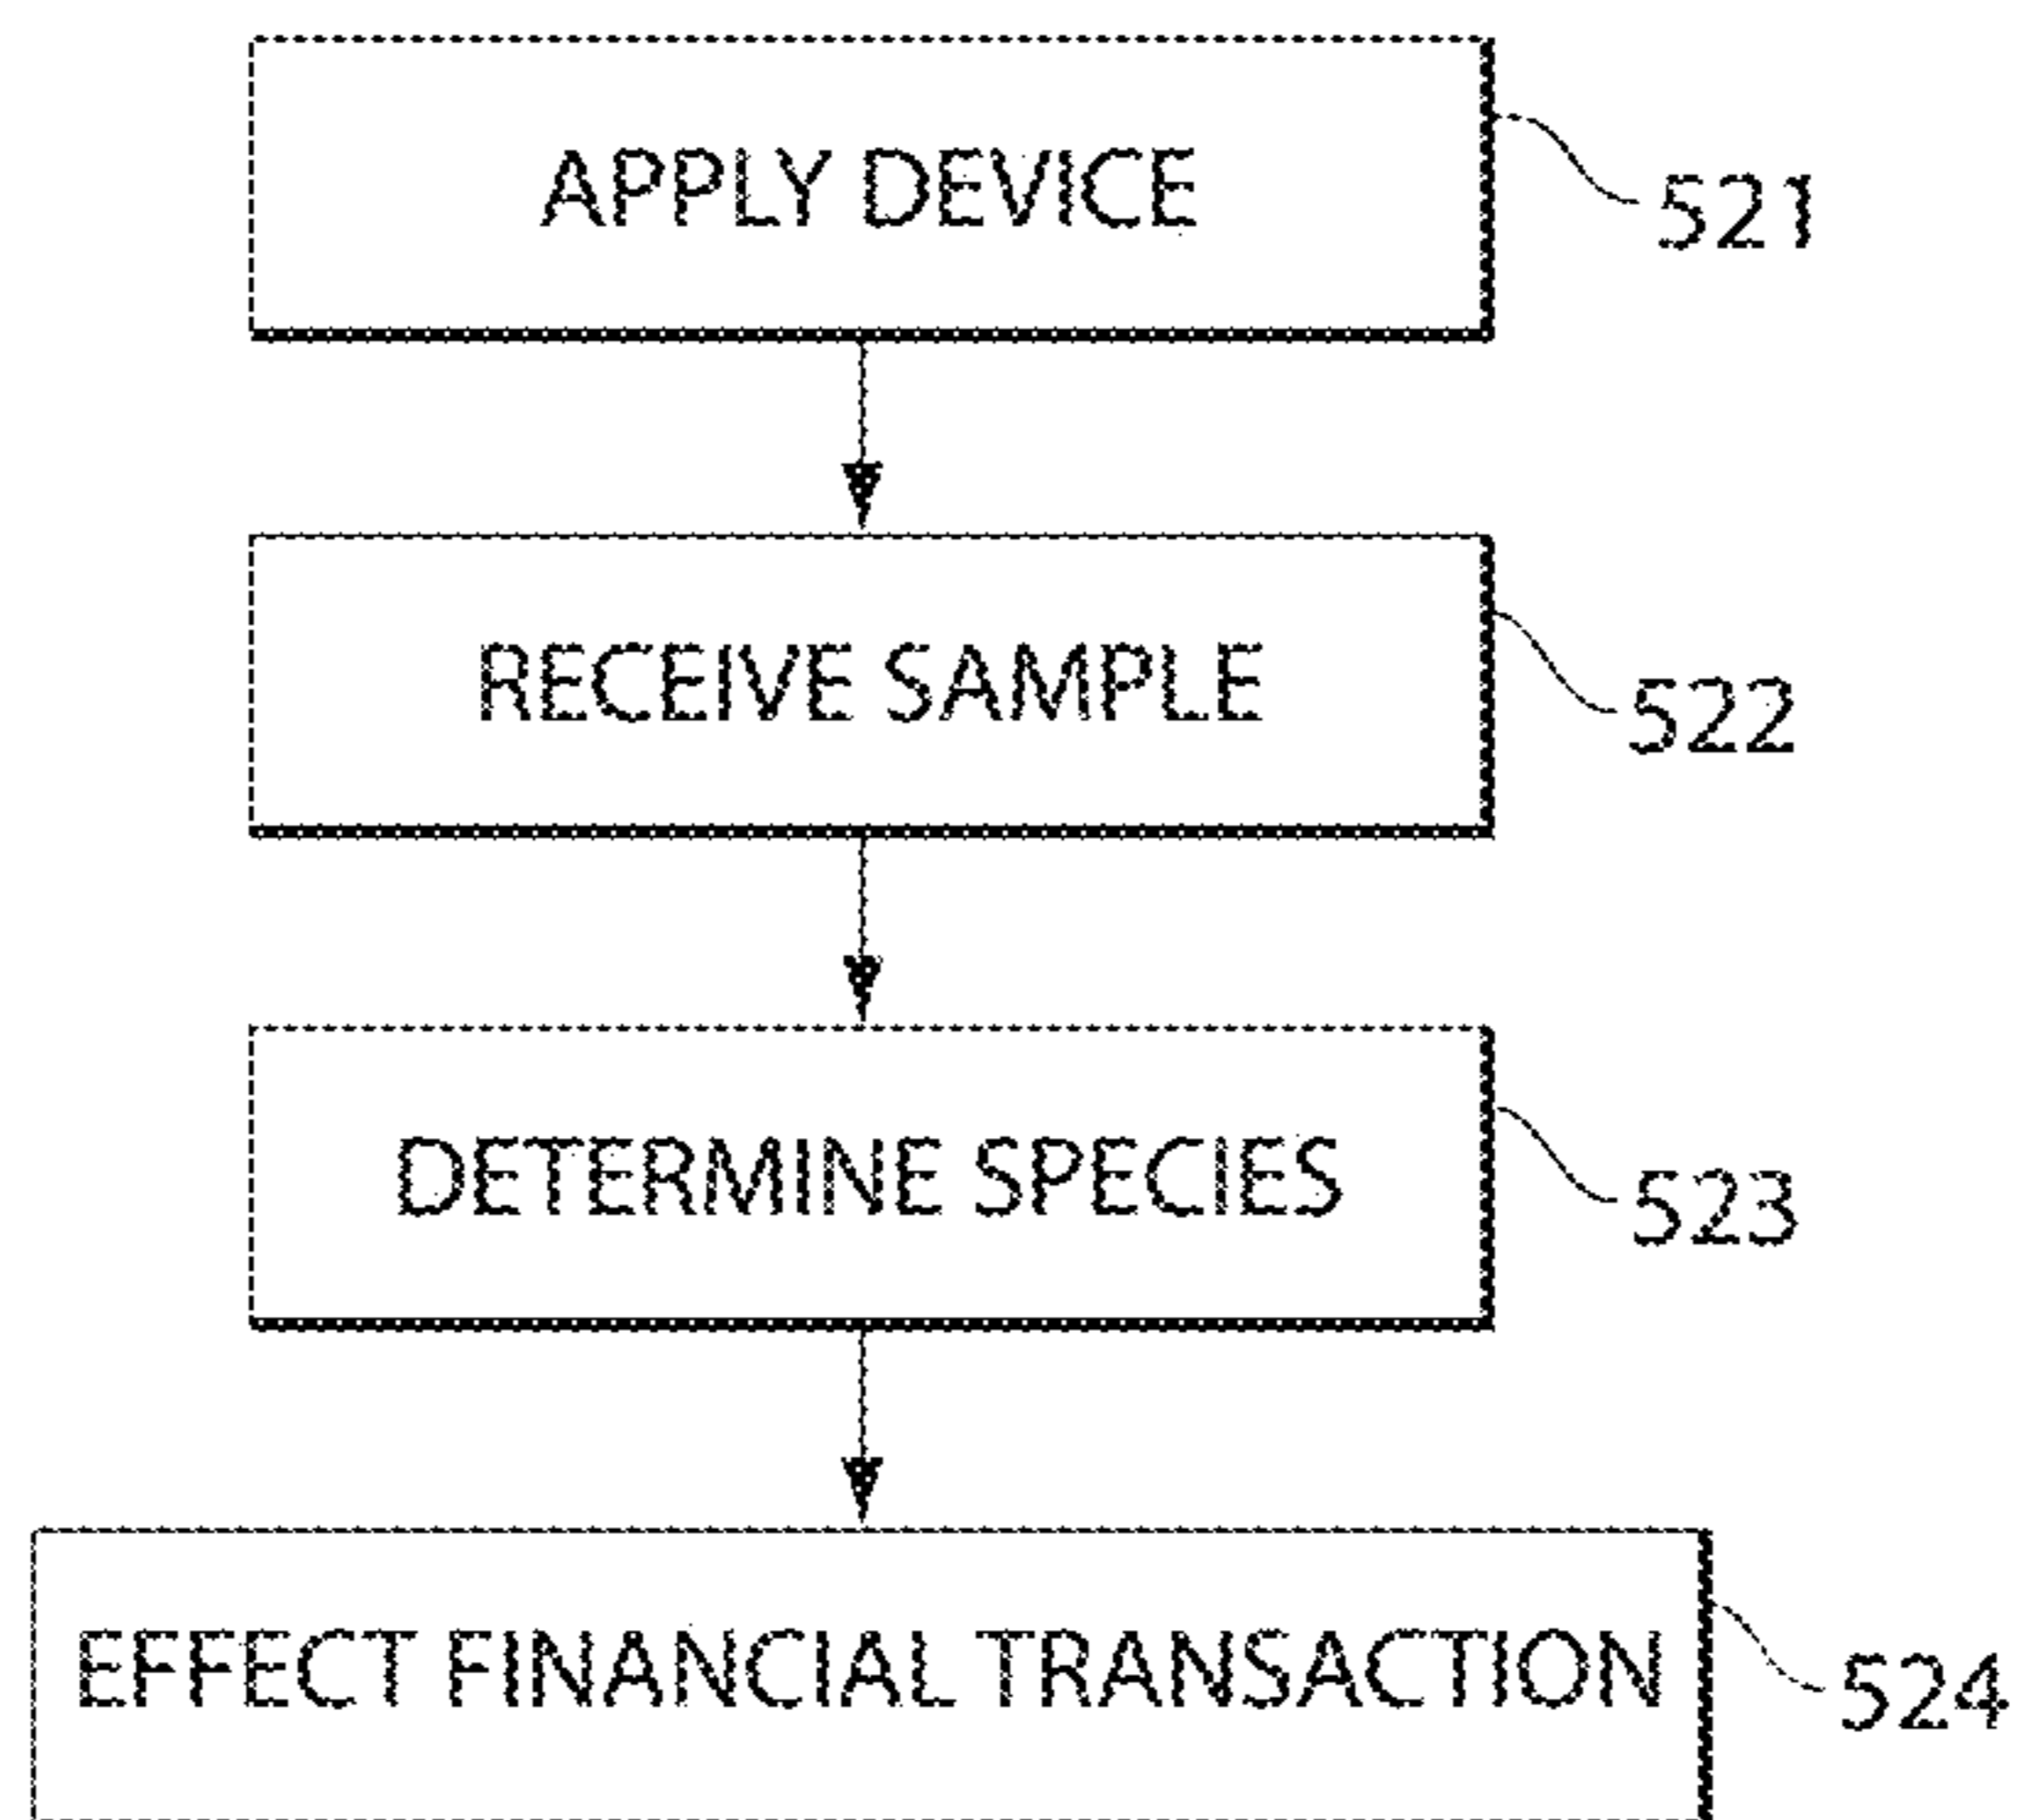 APPLY DEVICE
521
RECEIVE SAMPLE
522
DETERMINE SPECIES
523
EFFECT FINANCIAL TRANSACTION
524